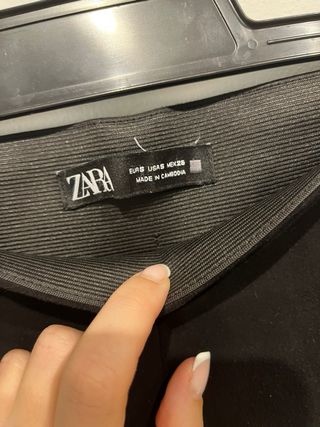 ZARA
EUR S USA S MEX 26
MADE IN CAMBODIA